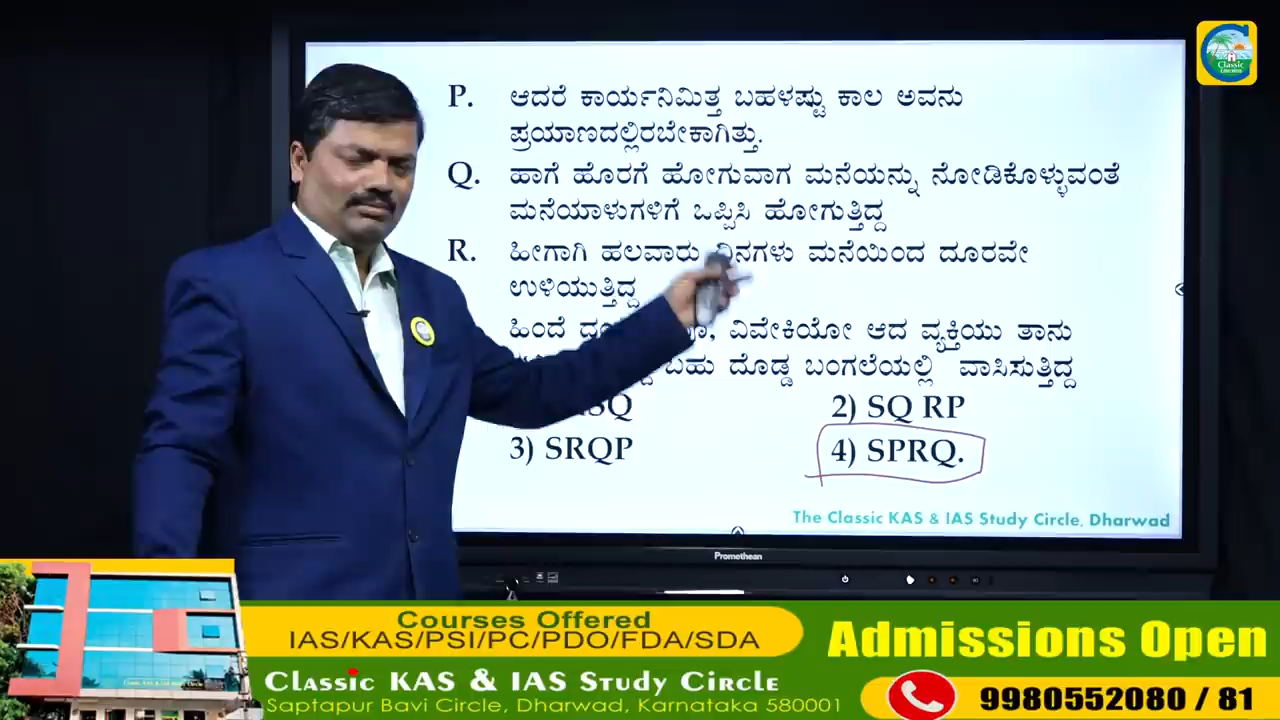 Classic
Education
P. ಆದರೆ ಕಾರ್ಯನಿಮಿತ್ತ ಬಹಳಷ್ಟು ಕಾಲ ಅವನು
ಪ್ರಯಾಣದಲ್ಲಿರಬೇಕಾಗಿತ್ತು.
Q. ಹಾಗೆ ಹೊರಗೆ ಹೋಗುವಾಗ ಮನೆಯನ್ನು ನೋಡಿಕೊಳ್ಳುವಂತೆ
ಮನೆಯಾಳುಗಳಿಗೆ ಒಪ್ಪಿಸಿ ಹೋಗುತ್ತಿದ್ದ
R. ಹೀಗಾಗಿ ಹಲವಾರು ದಿನಗಳು ಮನೆಯಿಂದ ದೂರವೇ
ಉಳಿಯುತ್ತಿದ್ದ
ಹಿಂದೆ ವಿವೇಕಿಯೋ ಆದ ವ್ಯಕ್ತಿಯು ತಾನು
ಬಹು ದೊಡ್ಡ ಬಂಗಲೆಯಲ್ಲಿ ವಾಸಿಸುತ್ತಿದ್ದ
2) SQ RP
3) SRQP 4) SPRQ.
The Classic KAS & IAS Study Circle, Dharwad
Promethean
Courses Offered
IAS/KAS/PSI/PC/PDO/FDA/SDA
Classic KAS & IAS Study Circle
Saptapur Bavi Circle, Dharwad, Karnataka 580001
Admissions Open
9980552080 / 81